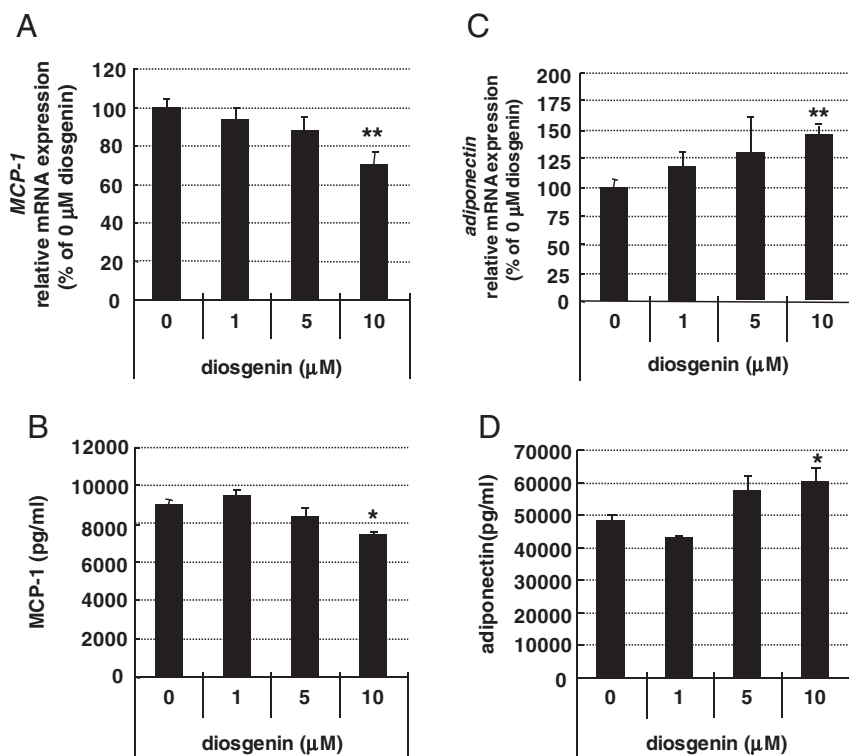 A
MCP-1
relative mRNA expression
(% of 0 μM diosgenin)
120
100
80
60
40
20
0
**
0 1 5 10
diosgenin (μM)
C
adiponectin
relative mRNA expression
(% of 0 μM diosgenin)
200
175
150
125
100
75
50
25
0
**
0 1 5 10
diosgenin (μM)
B
MCP-1 (pg/ml)
12000
10000
8000
6000
4000
2000
0
*
0 1 5 10
diosgenin (μM)
D
adiponectin(pg/ml)
70000
60000
50000
40000
30000
20000
10000
0
*
0 1 5 10
diosgenin (μM)